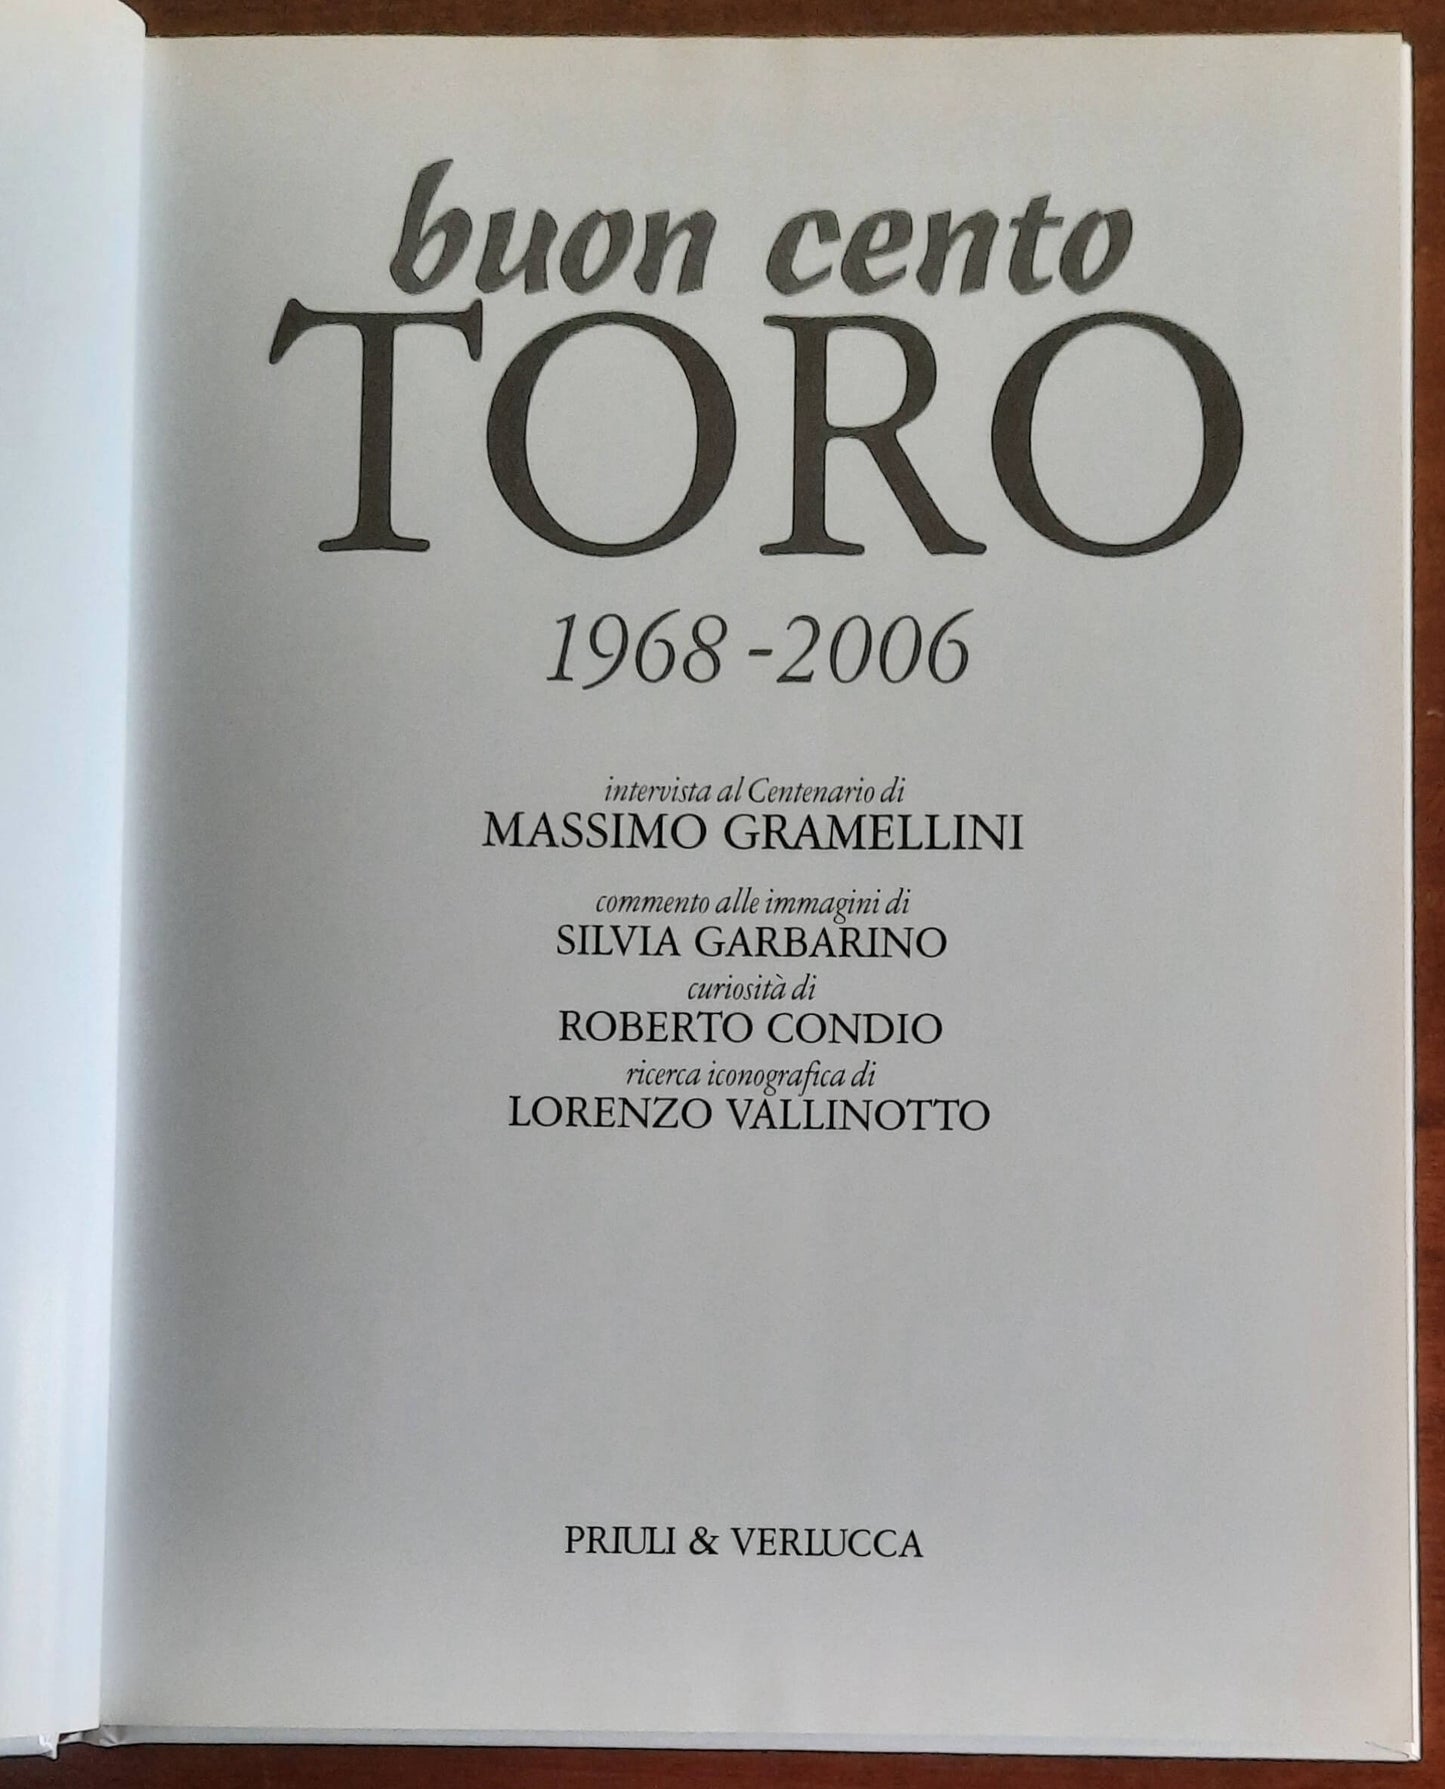 buon cento
TORO
1968-2006
intervista al Centenario di
MASSIMO GRAMELLINI
commento alle immagini di
SILVIA GARBARINO
curiosità di
ROBERTO CONDIO
ricerca iconografica di
LORENZO VALLINOTTO
PRIULI & VERLUCCA